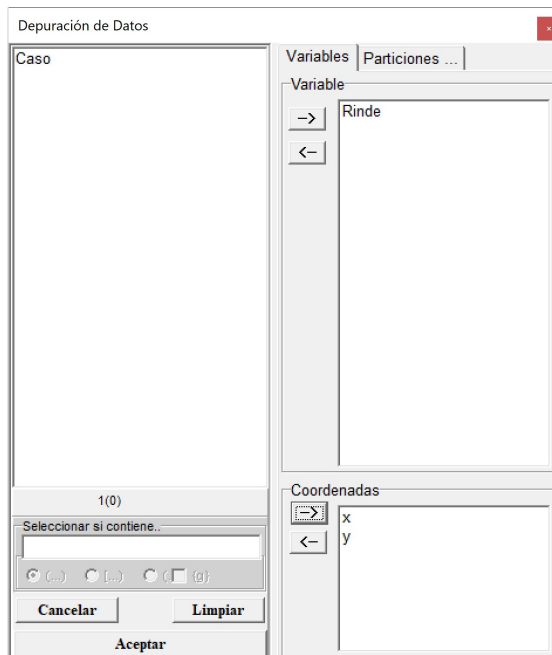 Depuración de Datos
×
Caso
Variables
Particiones ...
Variable
-->
Rinde
<--
1(0)
Seleccionar si contiene..
(...)
[...)
(.
{g}
Cancelar
Limpiar
Aceptar
Coordenadas
-->
x
<--
y